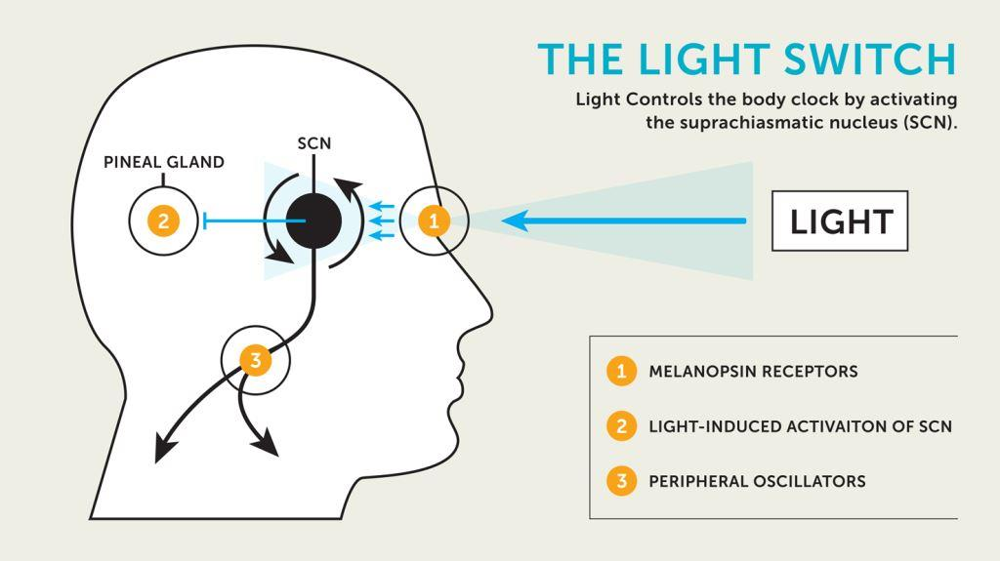 THE LIGHT SWITCH
Light Controls the body clock by activating
the suprachiasmatic nucleus (SCN).
SCN
PINEAL GLAND
2
1
LIGHT
3
1 MELANOPSIN RECEPTORS
2 LIGHT-INDUCED ACTIVAITON OF SCN
3 PERIPHERAL OSCILLATORS